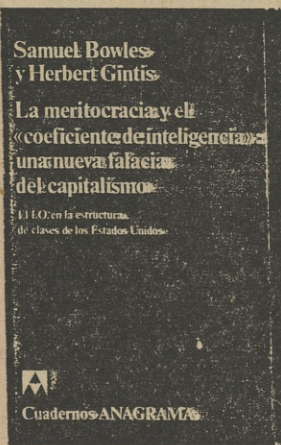 Samuel Bowles
y Herbert Gintis
La meritocracia y el
«coeficiente de inteligencia»:
una nueva falacia
del capitalismo
El I.Q. en la estructura
de clases de los Estados Unidos
Cuadernos ANAGRAMA